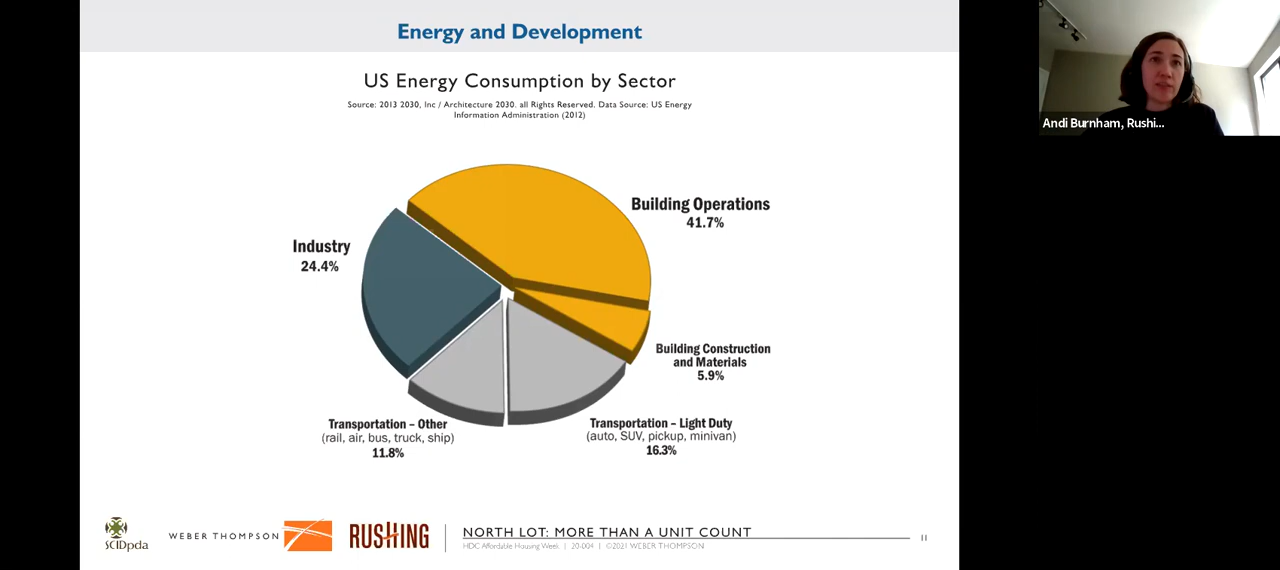 Energy and Development
US Energy Consumption by Sector
Source: 2013 2030, Inc / Architecture 2030. all Rights Reserved. Data Source: US Energy
Information Administration (2012)
Andi Burnham, Rushi...
Building Operations
41.7%
Industry
24.4%
Building Construction
and Materials
5.9%
Transportation – Other
(rail, air, bus, truck, ship)
11.8%
Transportation – Light Duty
(auto, SUV, pickup, minivan)
16.3%
SCIDpda
WEBER THOMPSON
RUSHING
NORTH LOT: MORE THAN A UNIT COUNT
HDC Affordable Housing Week | 20-004 | ©2021 WEBER THOMPSON
11